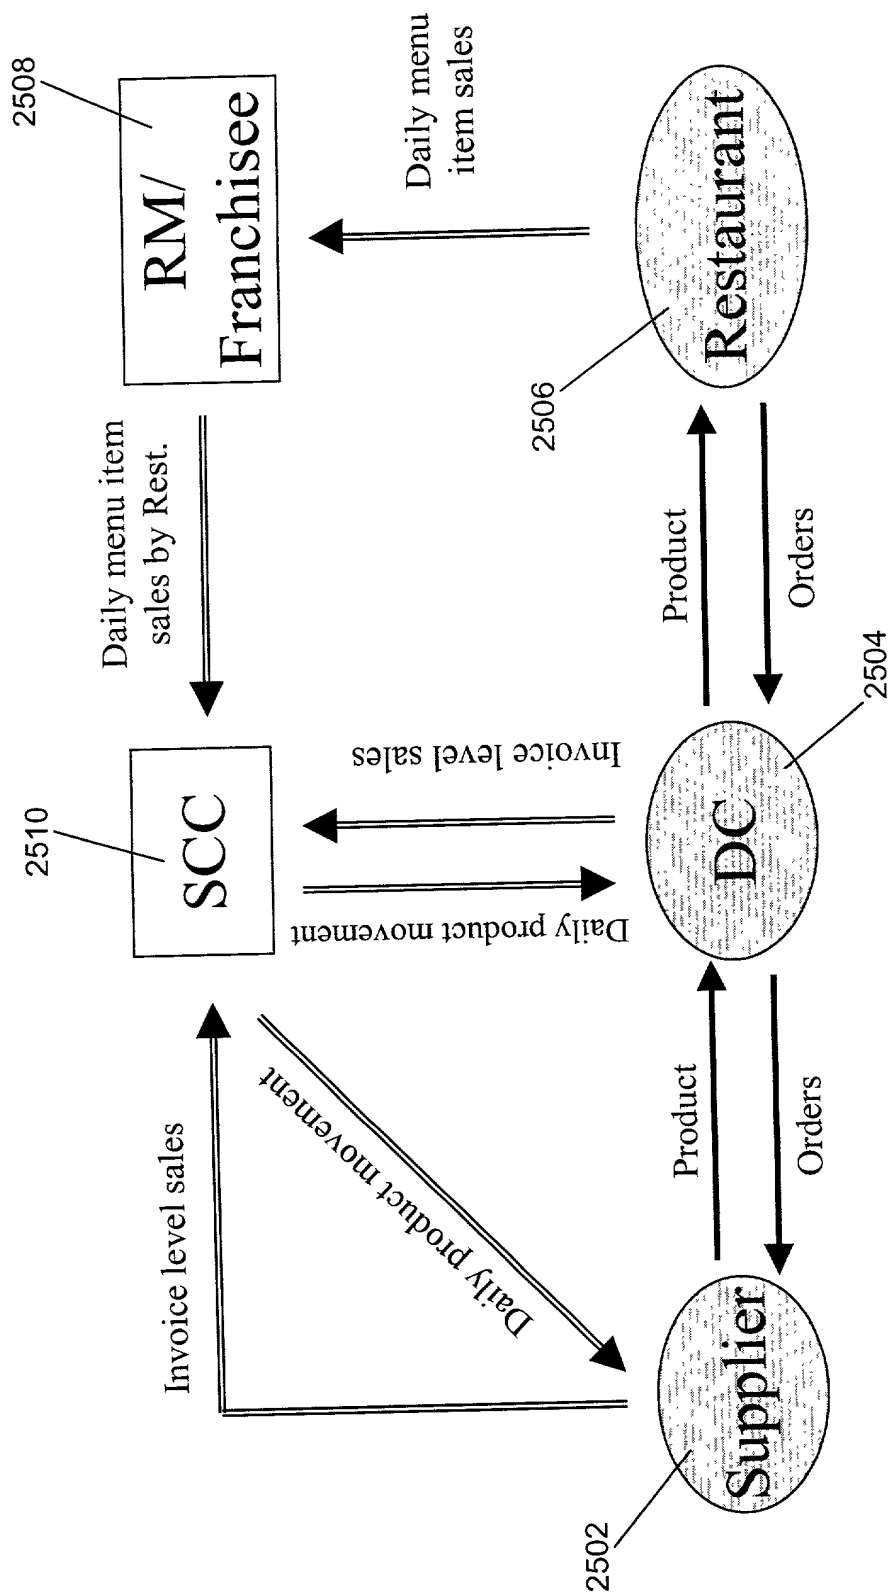 2510
2508
SCC
RM/
Franchisee
Invoice level sales
Daily menu item
sales by Rest.
Daily product movement
Daily product movement
Invoice level sales
Daily menu
item sales
2502
Supplier
Product
Orders
DC
2504
Product
Orders
2506
Restaurant